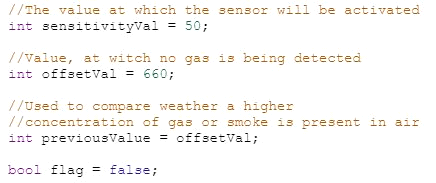 //The value at which the sensor will be activated
int sensitivityVal = 50;
//Value, at witch no gas is being detected
int offsetVal = 660;
//Used to compare weather a higher
//concentration of gas or smoke is present in air
int previousValue = offsetVal;
bool flag = false;